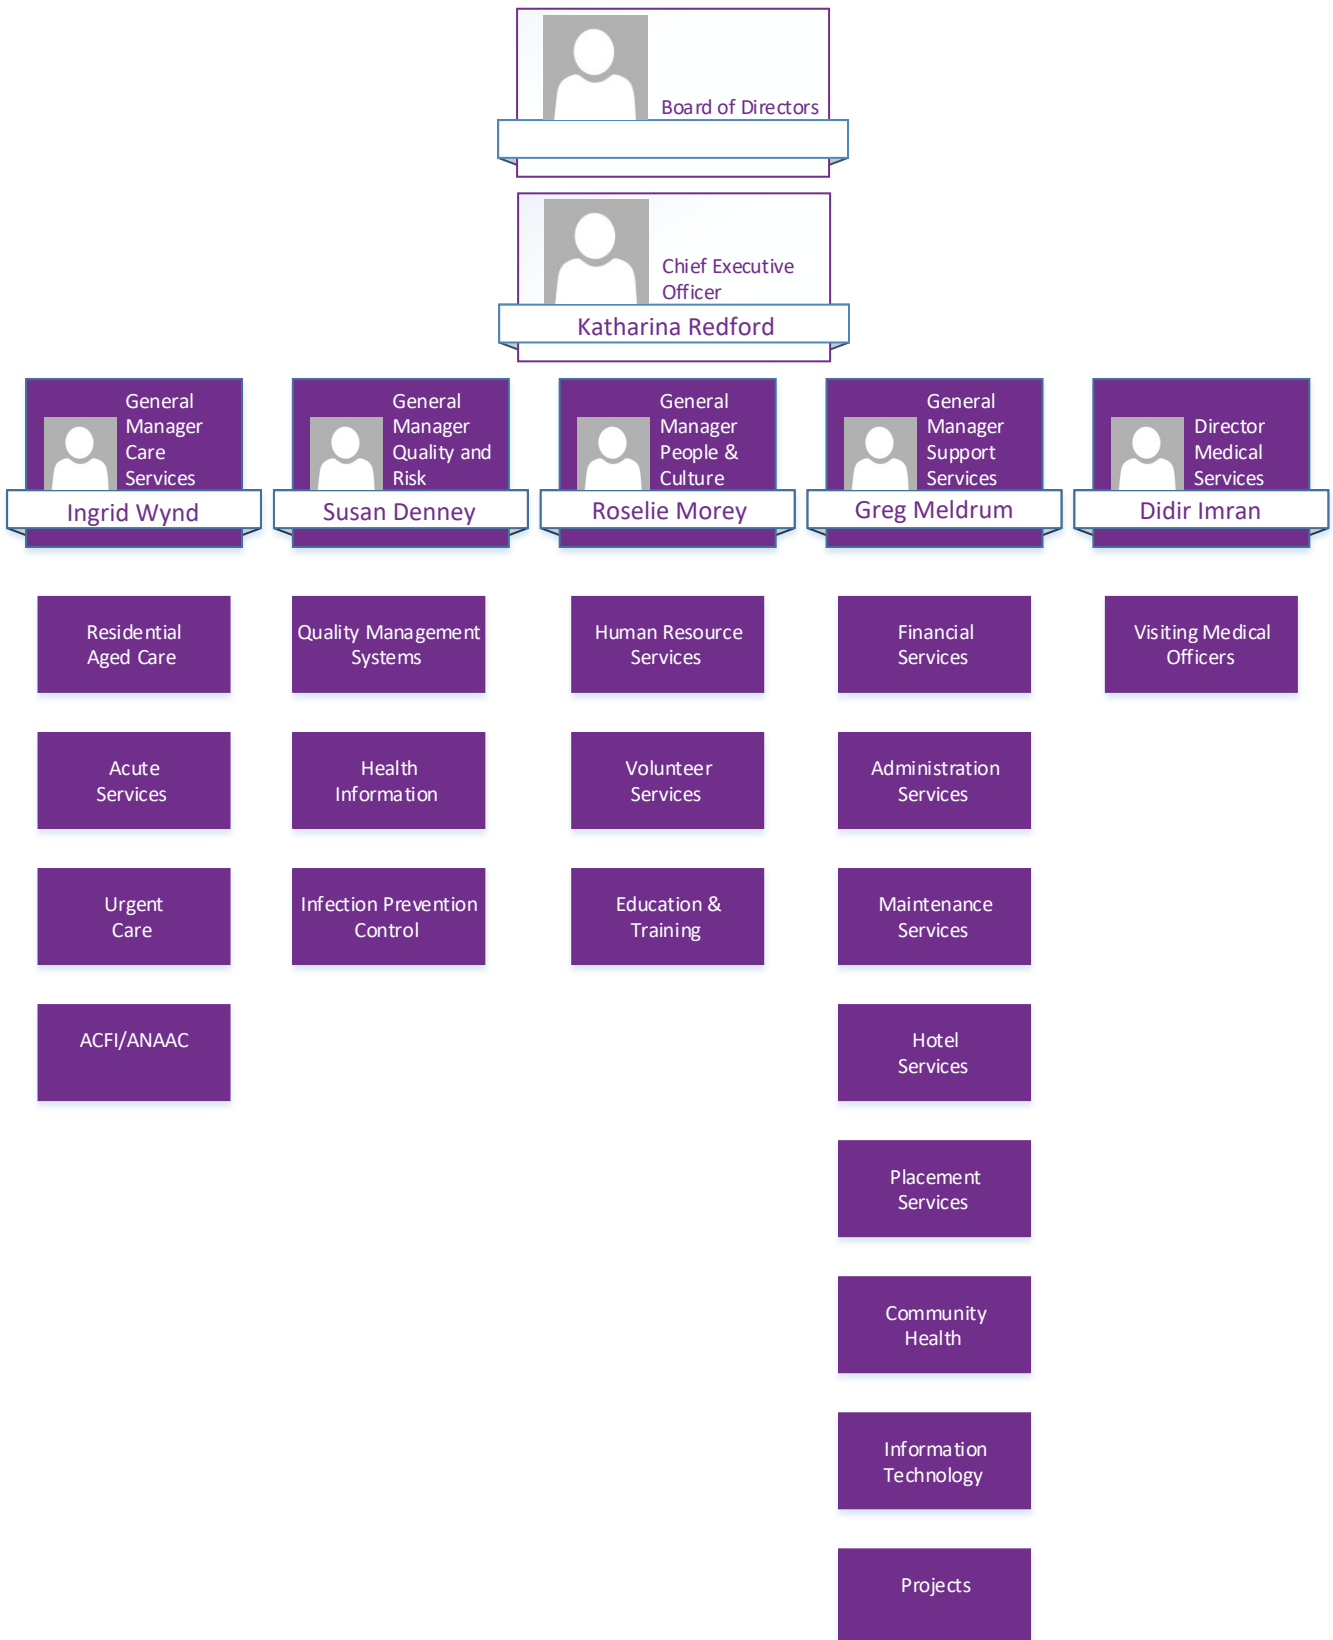 Board of Directors
Chief Executive
Officer
Katharina Redford
General
Manager
Care
Services
Ingrid Wynd
General
Manager
Quality and
Risk
Susan Denney
General
Manager
People &
Culture
Roselie Morey
General
Manager
Support
Services
Greg Meldrum
Director
Medical
Services
Didir Imran
Residential
Aged Care
Quality Management
Systems
Human Resource
Services
Financial
Services
Visiting Medical
Officers
Acute
Services
Health
Information
Volunteer
Services
Administration
Services
Urgent
Care
Infection Prevention
Control
Education &
Training
Maintenance
Services
ACFI/ANAAC
Hotel
Services
Placement
Services
Community
Health
Information
Technology
Projects